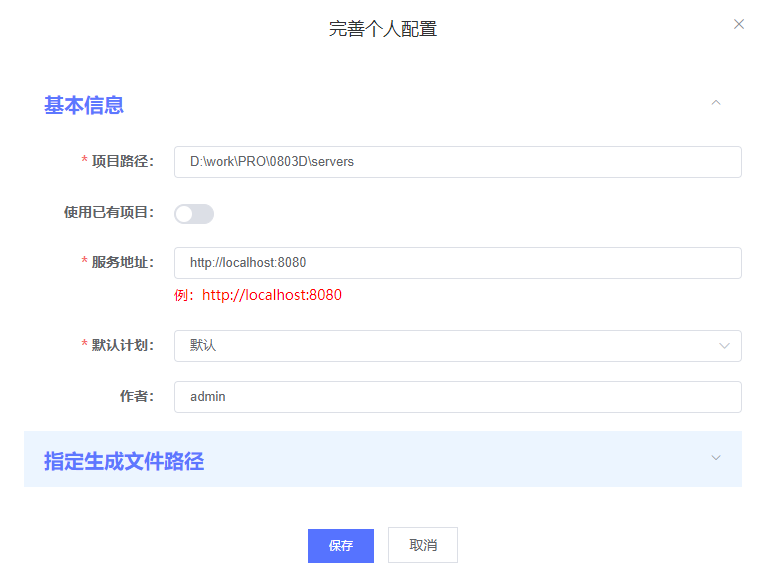 完善个人配置
基本信息
* 项目路径： D:\work\PRO\0803D\servers
使用已有项目：
* 服务地址： http://localhost:8080
例：http://localhost:8080
* 默认计划： 默认
作者： admin
指定生成文件路径
保存 取消